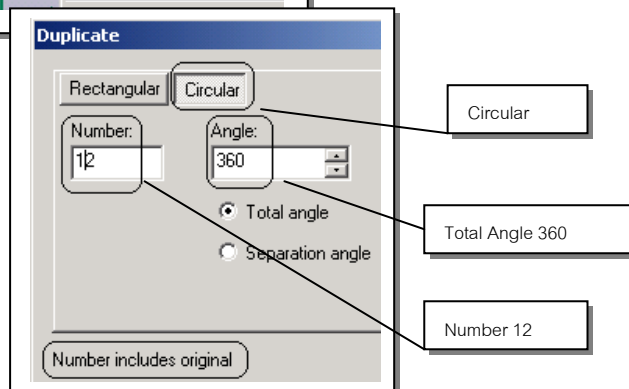 Duplicate
Rectangular Circular
Number: Angle:
12 360
Total angle
Separation angle
Number includes original
Circular
Total Angle 360
Number 12